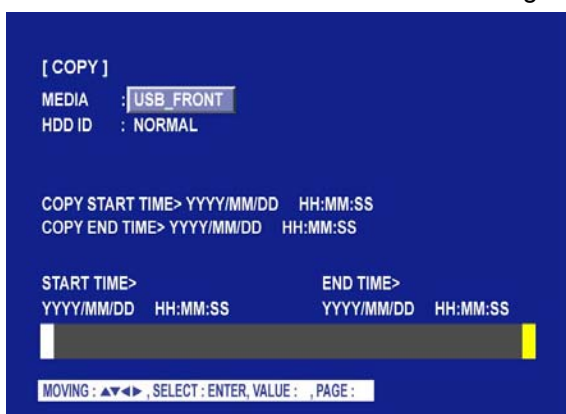 [ COPY ]
MEDIA : USB_FRONT
HDD ID : NORMAL
COPY START TIME> YYYY/MM/DD HH:MM:SS
COPY END TIME> YYYY/MM/DD HH:MM:SS
START TIME> END TIME>
YYYY/MM/DD HH:MM:SS YYYY/MM/DD HH:MM:SS
MOVING : ▲▼◀▶ , SELECT : ENTER, VALUE : , PAGE :